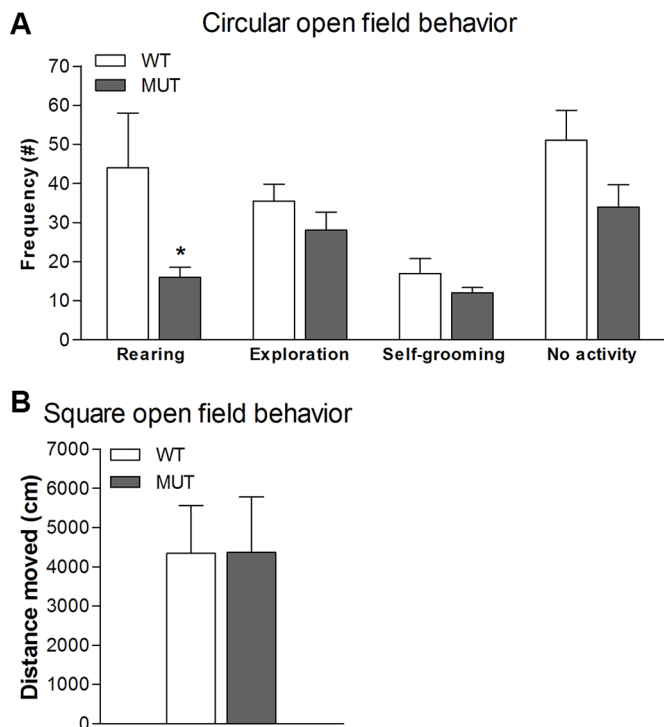 A
Circular open field behavior
WT
MUT
Frequency (#)
70
60
50
40
30
20
10
0
*
Rearing Exploration Self-grooming No activity
B
Square open field behavior
WT
MUT
Distance moved (cm)
7000
6000
5000
4000
3000
2000
1000
0